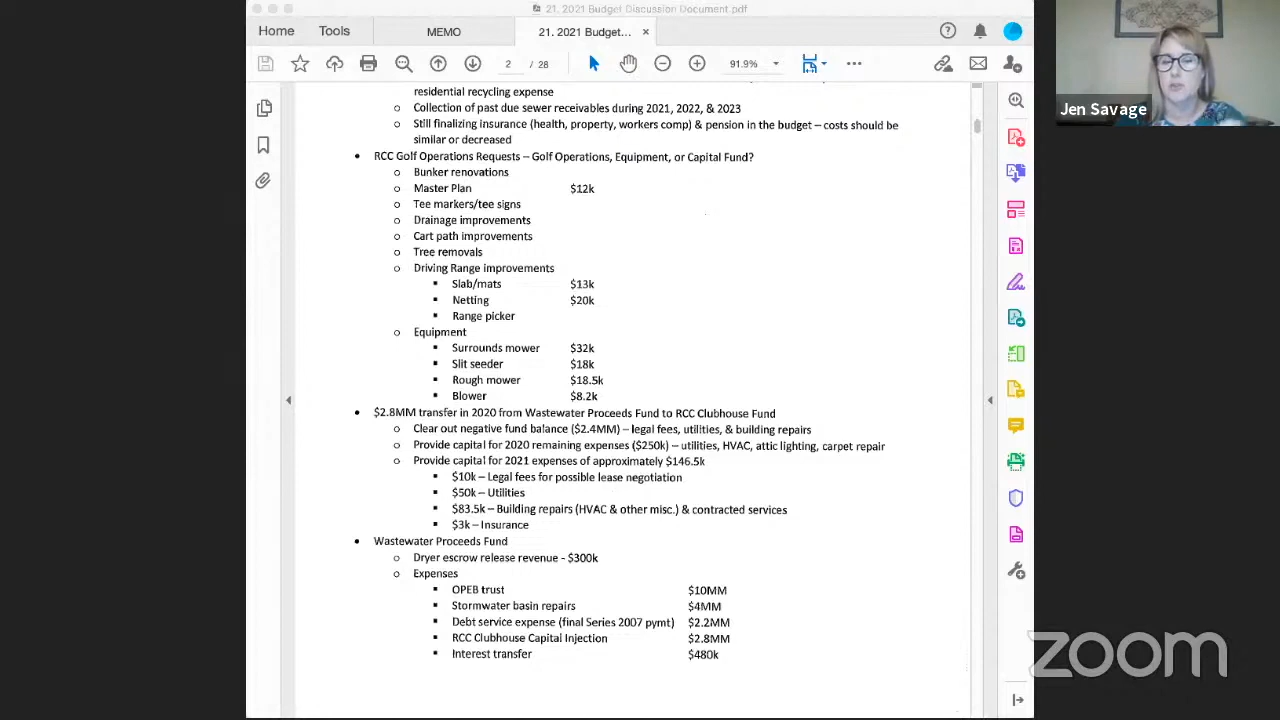 21. 2021 Budget Discussion Document.pdf
Home Tools MEMO 21. 2021 Budget... ×
2 / 28 91.9%
residential recycling expense
o Collection of past due sewer receivables during 2021, 2022, & 2023
o Still finalizing insurance (health, property, workers comp) & pension in the budget – costs should be
similar or decreased
• RCC Golf Operations Requests – Golf Operations, Equipment, or Capital Fund?
o Bunker renovations
o Master Plan $12k
o Tee markers/tee signs
o Drainage improvements
o Cart path improvements
o Tree removals
o Driving Range improvements
▪ Slab/mats $13k
▪ Netting $20k
▪ Range picker
o Equipment
▪ Surrounds mower $32k
▪ Slit seeder $18k
▪ Rough mower $18.5k
▪ Blower $8.2k
• $2.8MM transfer in 2020 from Wastewater Proceeds Fund to RCC Clubhouse Fund
o Clear out negative fund balance ($2.4MM) – legal fees, utilities, & building repairs
o Provide capital for 2020 remaining expenses ($250k) – utilities, HVAC, attic lighting, carpet repair
o Provide capital for 2021 expenses of approximately $146.5k
▪ $10k – Legal fees for possible lease negotiation
▪ $50k – Utilities
▪ $83.5k – Building repairs (HVAC & other misc.) & contracted services
▪ $3k – Insurance
• Wastewater Proceeds Fund
o Dryer escrow release revenue - $300k
o Expenses
▪ OPEB trust $10MM
▪ Stormwater basin repairs $4MM
▪ Debt service expense (final Series 2007 pymt) $2.2MM
▪ RCC Clubhouse Capital Injection $2.8MM
▪ Interest transfer $480k
Jen Savage
zoom